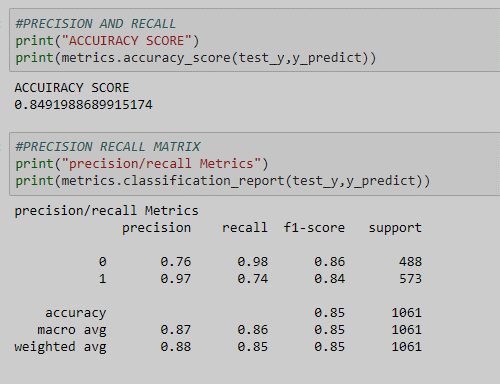 #PRECISION AND RECALL
print("ACCUIRACY SCORE")
print(metrics.accuracy_score(test_y,y_predict))
ACCUIRACY SCORE
0.8491988689915174
#PRECISION RECALL MATRIX
print("precision/recall Metrics")
print(metrics.classification_report(test_y,y_predict))
precision/recall Metrics
precision recall f1-score support
0 0.76 0.98 0.86 488
1 0.97 0.74 0.84 573
accuracy 0.85 1061
macro avg 0.87 0.86 0.85 1061
weighted avg 0.88 0.85 0.85 1061